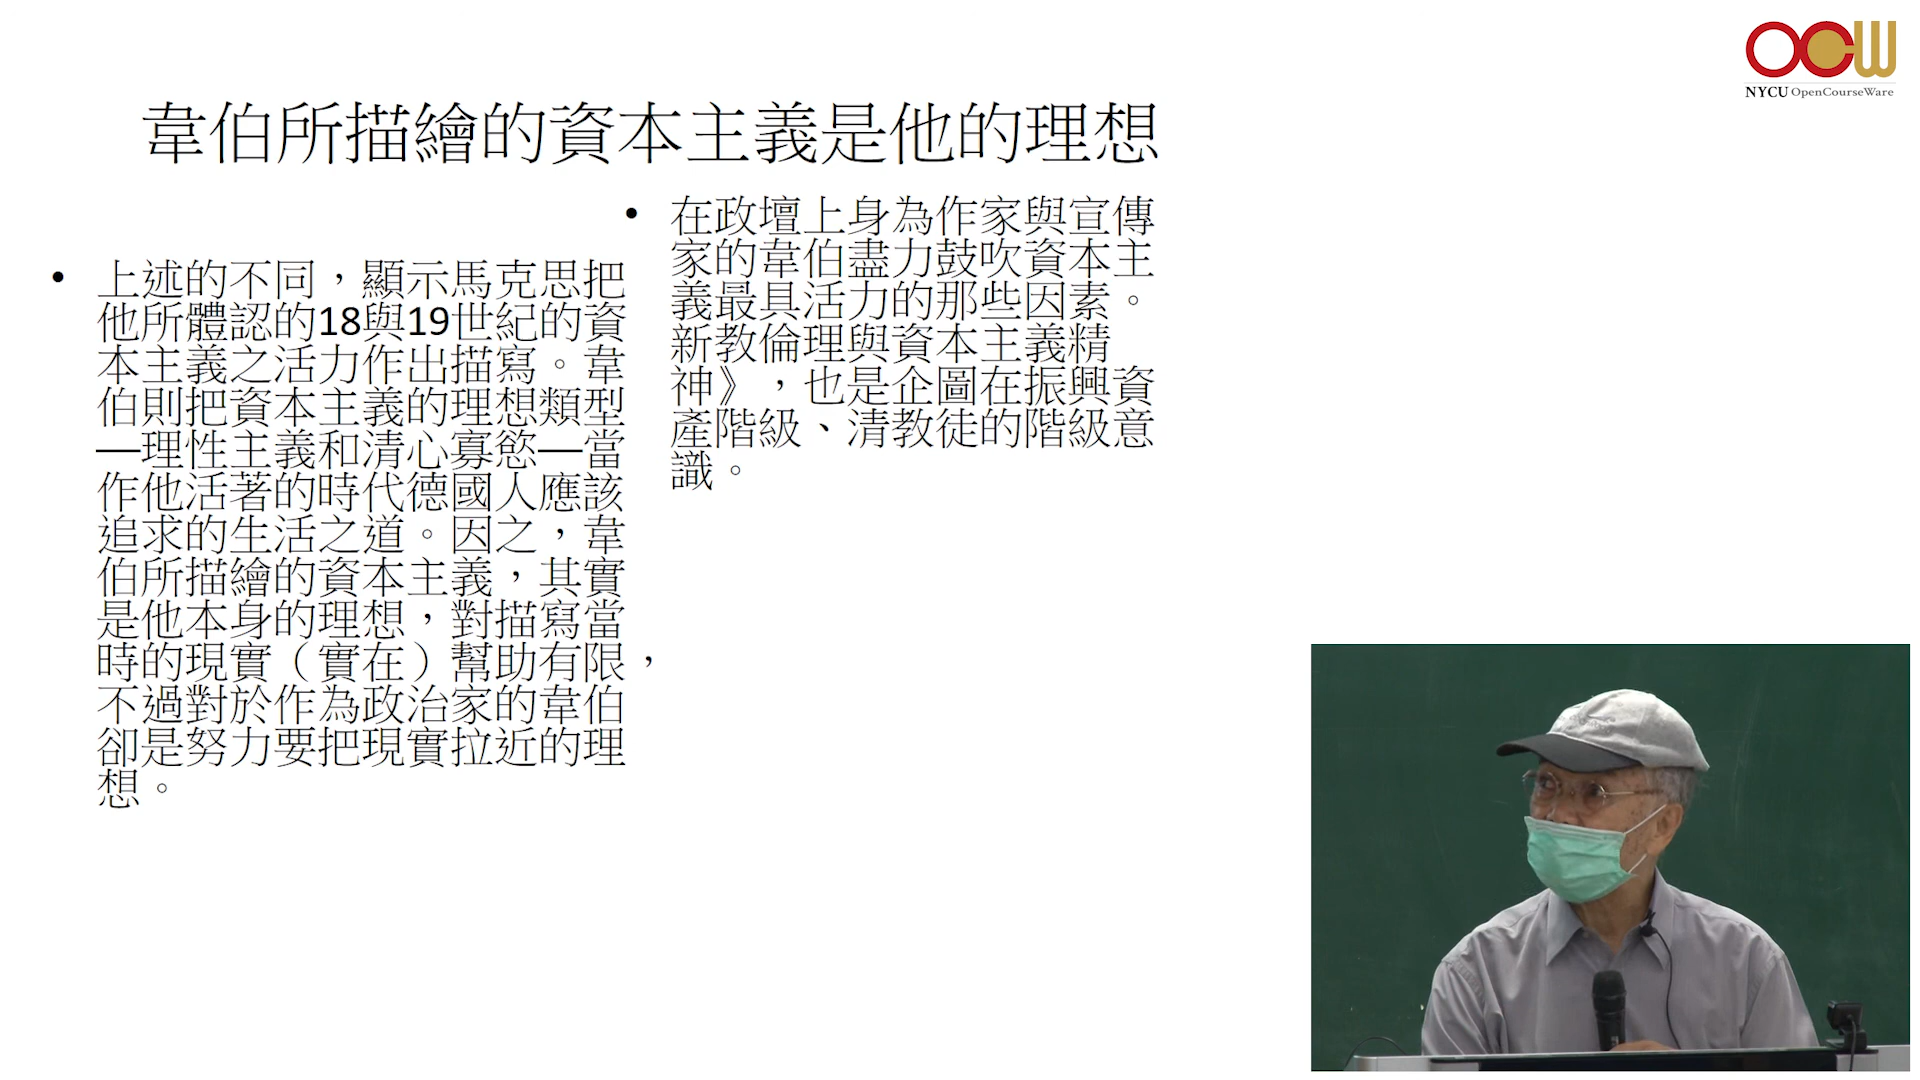 OCW
NYCU OpenCourseWare
韋伯所描繪的資本主義是他的理想
• 上述的不同，顯示馬克思把
他所體認的18與19世紀的資
本主義之活力作出描寫。韋
伯則把資本主義的理想類型
—理性主義和清心寡慾—當
作他活著的時代德國人應該
追求的生活之道。因之，韋
伯所描繪的資本主義，其實
是他本身的理想，對描寫當
時的現實（實在）幫助有限，
不過對於作為政治家的韋伯
卻是努力要把現實拉近的理
想。
• 在政壇上身為作家與宣傳
家的韋伯盡力鼓吹資本主
義最具活力的那些因素。
新教倫理與資本主義精
神》，也是企圖在振興資
產階級、清教徒的階級意
識。